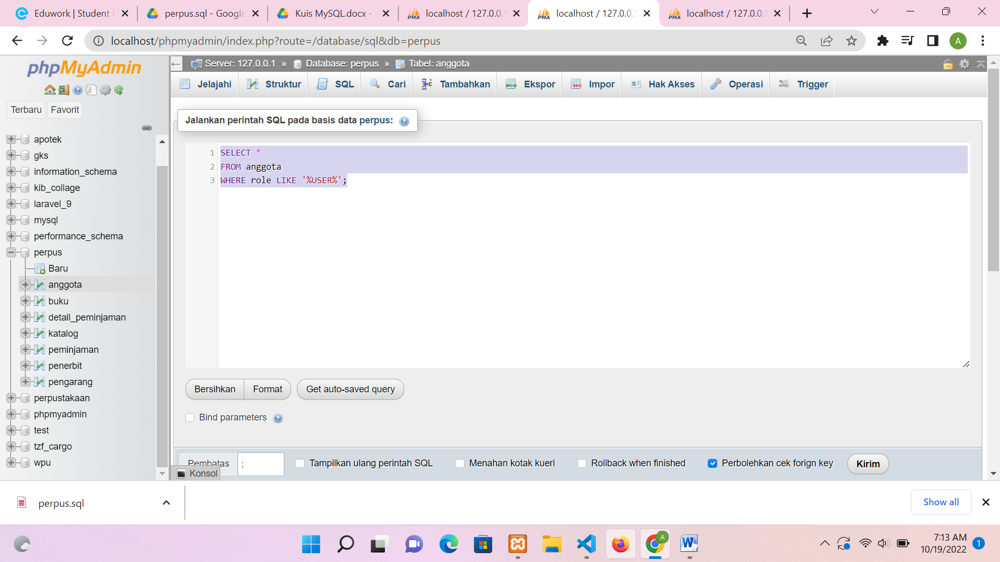 Eduwork | Student
perpus.sql - Google
Kuis MySQL.docx -
localhost / 127.0.0.1
localhost / 127.0.0.1
localhost / 127.0.0.1
localhost/phpmyadmin/index.php?route=/database/sql&db=perpus
A
phpMyAdmin
Terbaru
Favorit
apotek
gks
information_schema
kib_collage
laravel_9
mysql
performance_schema
perpus
Baru
anggota
buku
detail_peminjaman
katalog
peminjaman
penerbit
pengarang
perpustakaan
phpmyadmin
test
tzf_cargo
wpu
Server: 127.0.0.1 » Database: perpus » Tabel: anggota
Jelajahi
Struktur
SQL
Cari
Tambahkan
Ekspor
Impor
Hak Akses
Operasi
Trigger
Jalankan perintah SQL pada basis data perpus:
1 SELECT *
2 FROM anggota
3 WHERE role LIKE '%USER%';
Bersihkan
Format
Get auto-saved query
Bind parameters
Pembatas
;
Tampilkan ulang perintah SQL
Menahan kotak kueri
Rollback when finished
Perbolehkan cek forign key
Kirim
Konsol
perpus.sql
Show all
A
7:13 AM
10/19/2022
1